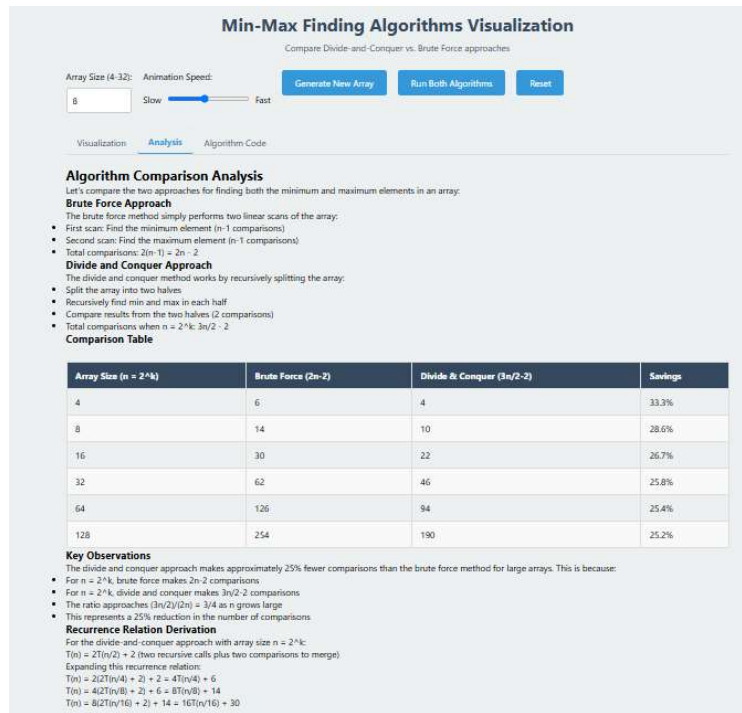 Min-Max Finding Algorithms Visualization
Compare Divide-and-Conquer vs. Brute Force approaches
Array Size (4-32):
Animation Speed:
8
Slow
Fast
Generate New Array
Run Both Algorithms
Reset
Visualization
Analysis
Algorithm Code
Algorithm Comparison Analysis
Let's compare the two approaches for finding both the minimum and maximum elements in an array:
Brute Force Approach
The brute force method simply performs two linear scans of the array:
▪ First scan: Find the minimum element (n-1 comparisons)
▪ Second scan: Find the maximum element (n-1 comparisons)
▪ Total comparisons: 2(n-1) = 2n - 2
Divide and Conquer Approach
The divide and conquer method works by recursively splitting the array:
▪ Split the array into two halves
▪ Recursively find min and max in each half
▪ Compare results from the two halves (2 comparisons)
▪ Total comparisons when n = 2^k: 3n/2 - 2
Comparison Table
Array Size (n = 2^k) Brute Force (2n-2) Divide & Conquer (3n/2-2) Savings
4 6 4 33.3%
8 14 10 28.6%
16 30 22 26.7%
32 62 46 25.8%
64 126 94 25.4%
128 254 190 25.2%
Key Observations
The divide and conquer approach makes approximately 25% fewer comparisons than the brute force method for large arrays. This is because:
▪ For n = 2^k, brute force makes 2n-2 comparisons
▪ For n = 2^k, divide and conquer makes 3n/2-2 comparisons
▪ The ratio approaches (3n/2)/(2n) = 3/4 as n grows large
▪ This represents a 25% reduction in the number of comparisons
Recurrence Relation Derivation
For the divide-and-conquer approach with array size n = 2^k:
T(n) = 2T(n/2) + 2 (two recursive calls plus two comparisons to merge)
Expanding this recurrence relation:
T(n) = 2(2T(n/4) + 2) + 2 = 4T(n/4) + 6
T(n) = 4(2T(n/8) + 2) + 6 = 8T(n/8) + 14
T(n) = 8(2T(n/16) + 2) + 14 = 16T(n/16) + 30